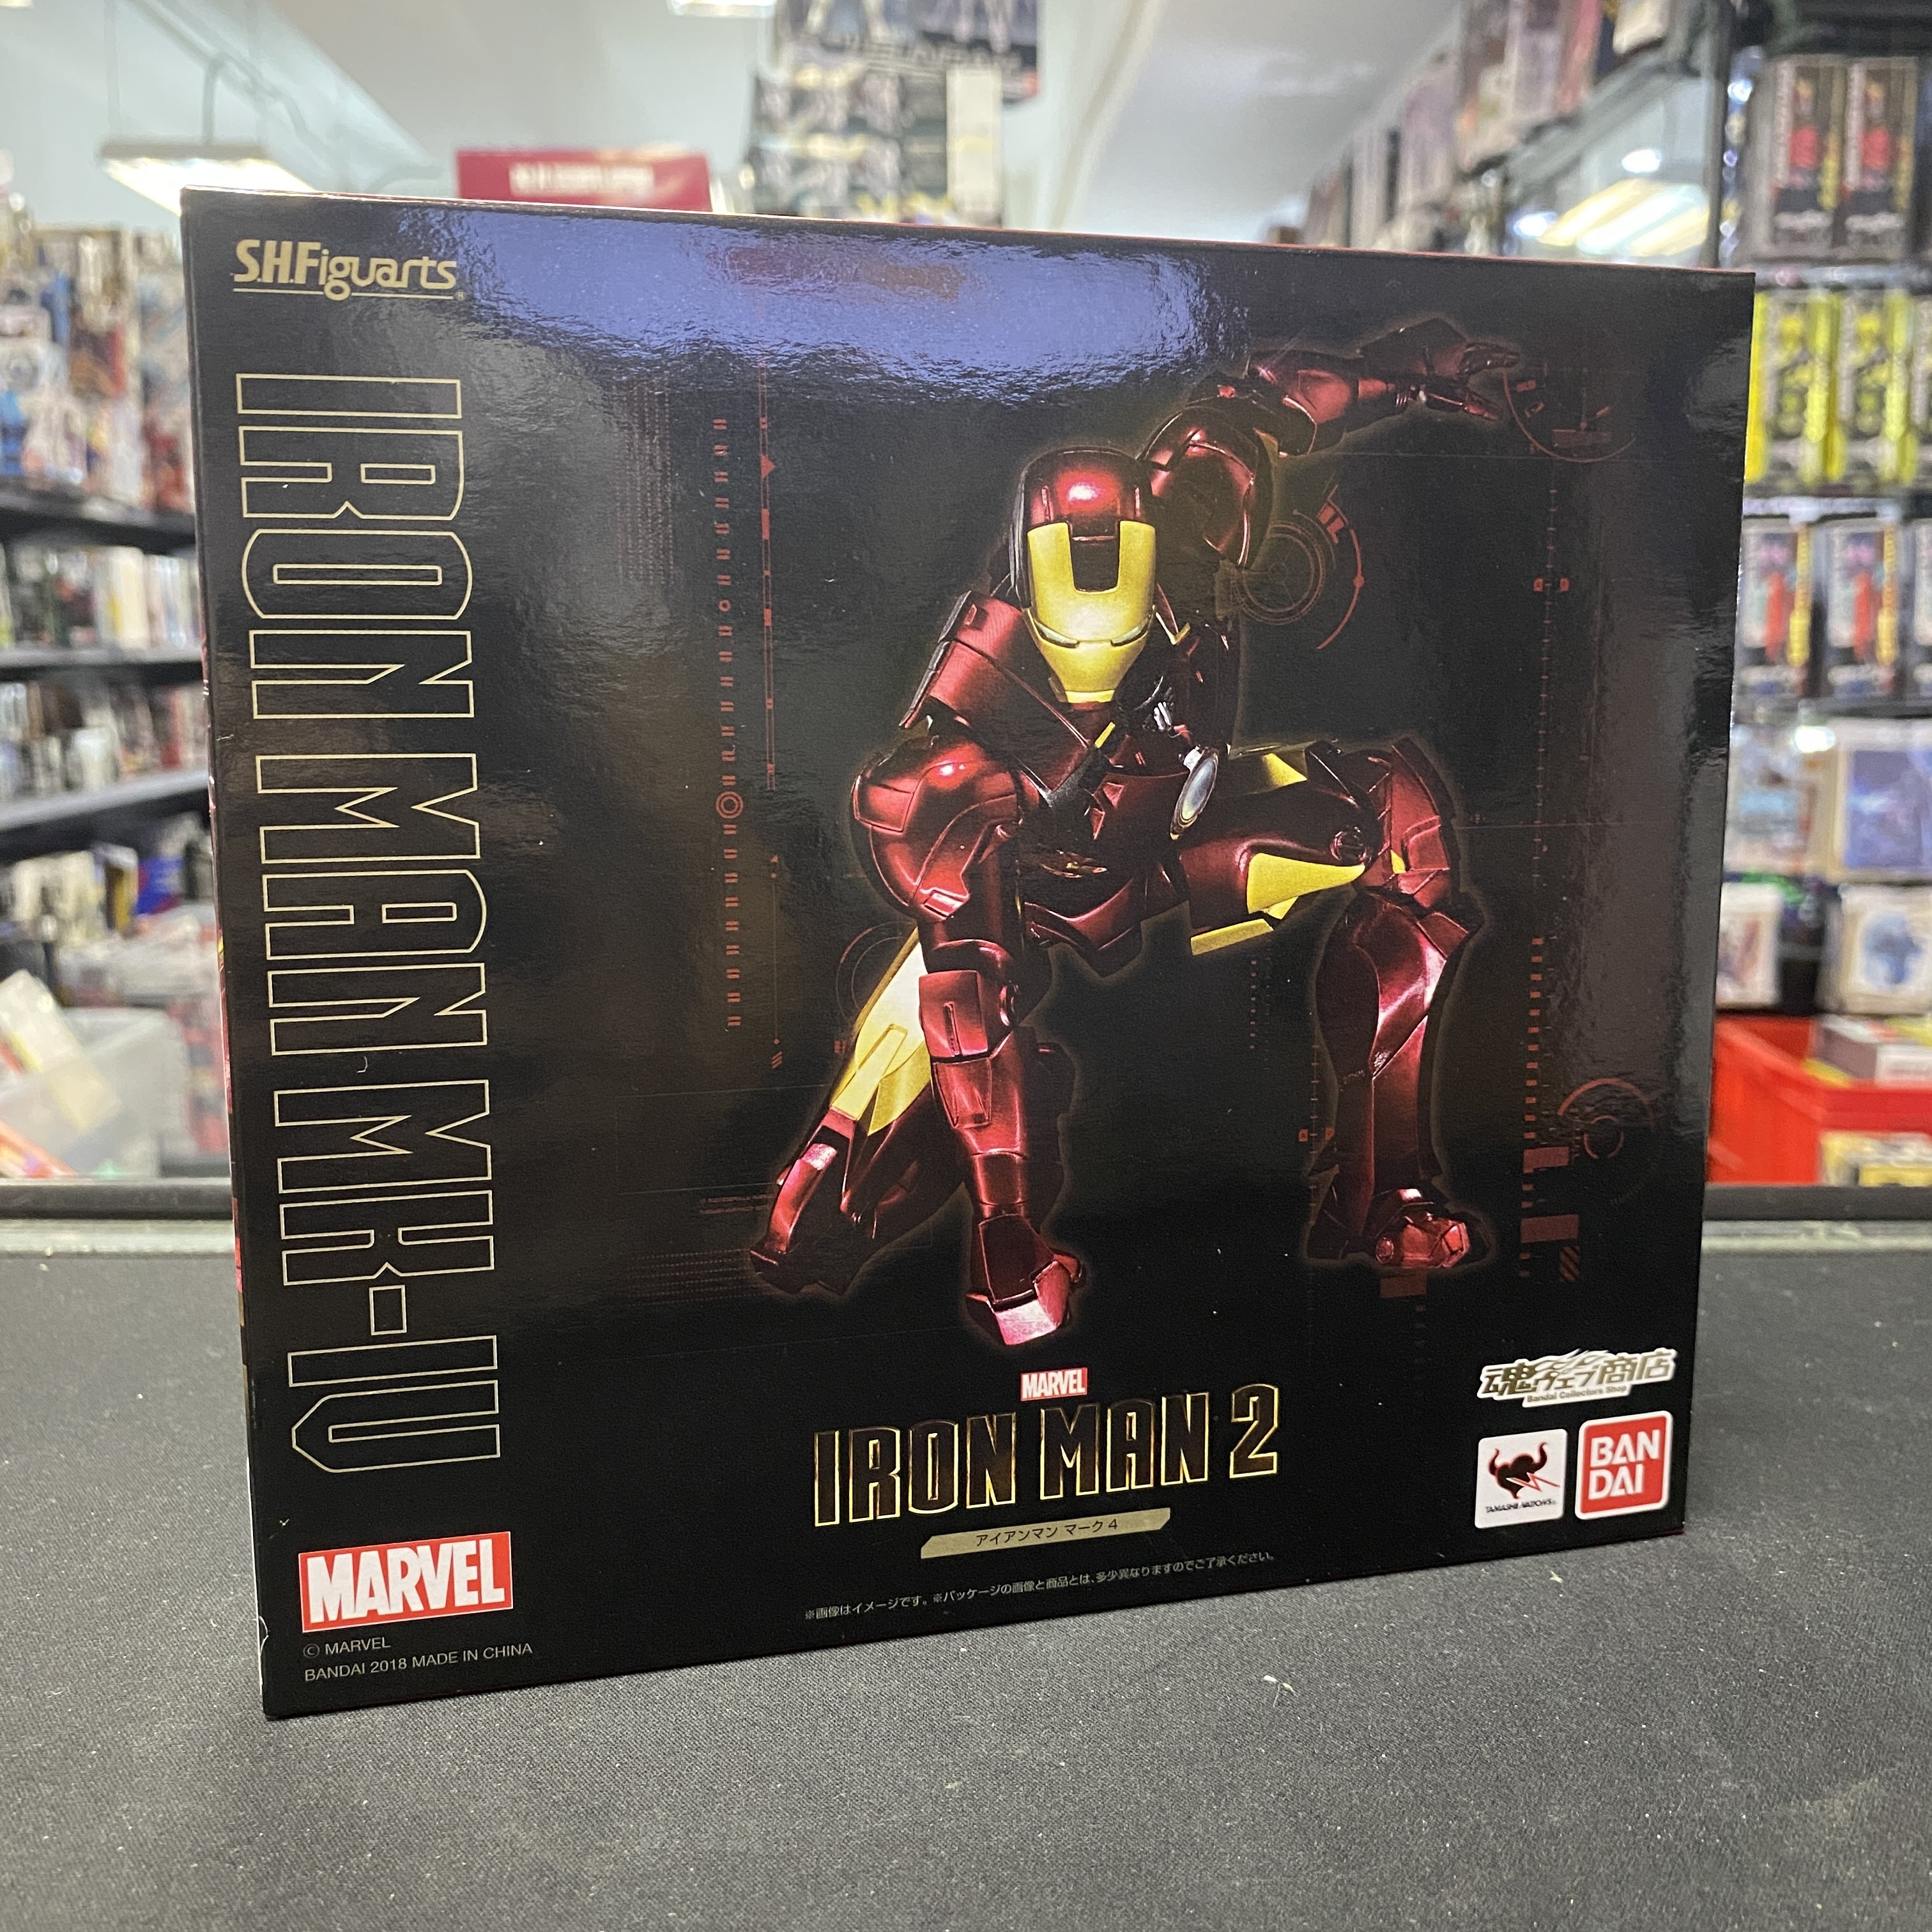 S.H.Figuarts
IRON MAN MK-IV
MARVEL
IRON MAN 2
アイアンマン マーク4
※画像はイメージです。※パッケージの画像と商品とは、多少異なりますのでご了承ください。
魂ウェブ商店
Bandai Collectors Shop
TAMASHII NATIONS
BAN
DAI
MARVEL
© MARVEL
BANDAI 2018 MADE IN CHINA